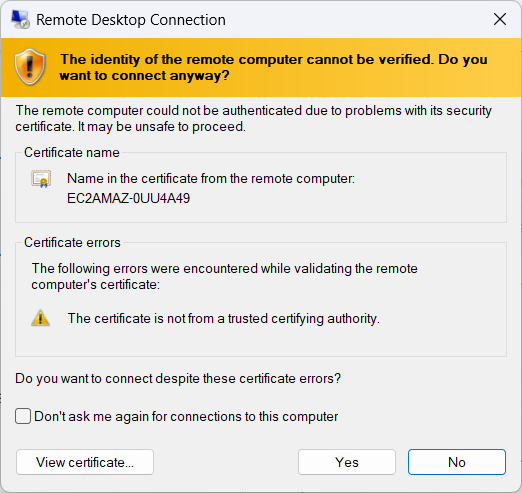 Remote Desktop Connection
The identity of the remote computer cannot be verified. Do you
want to connect anyway?
The remote computer could not be authenticated due to problems with its security
certificate. It may be unsafe to proceed.
Certificate name
Name in the certificate from the remote computer:
EC2AMAZ-0UU4A49
Certificate errors
The following errors were encountered while validating the remote
computer's certificate:
The certificate is not from a trusted certifying authority.
Do you want to connect despite these certificate errors?
Don't ask me again for connections to this computer
View certificate...
Yes
No